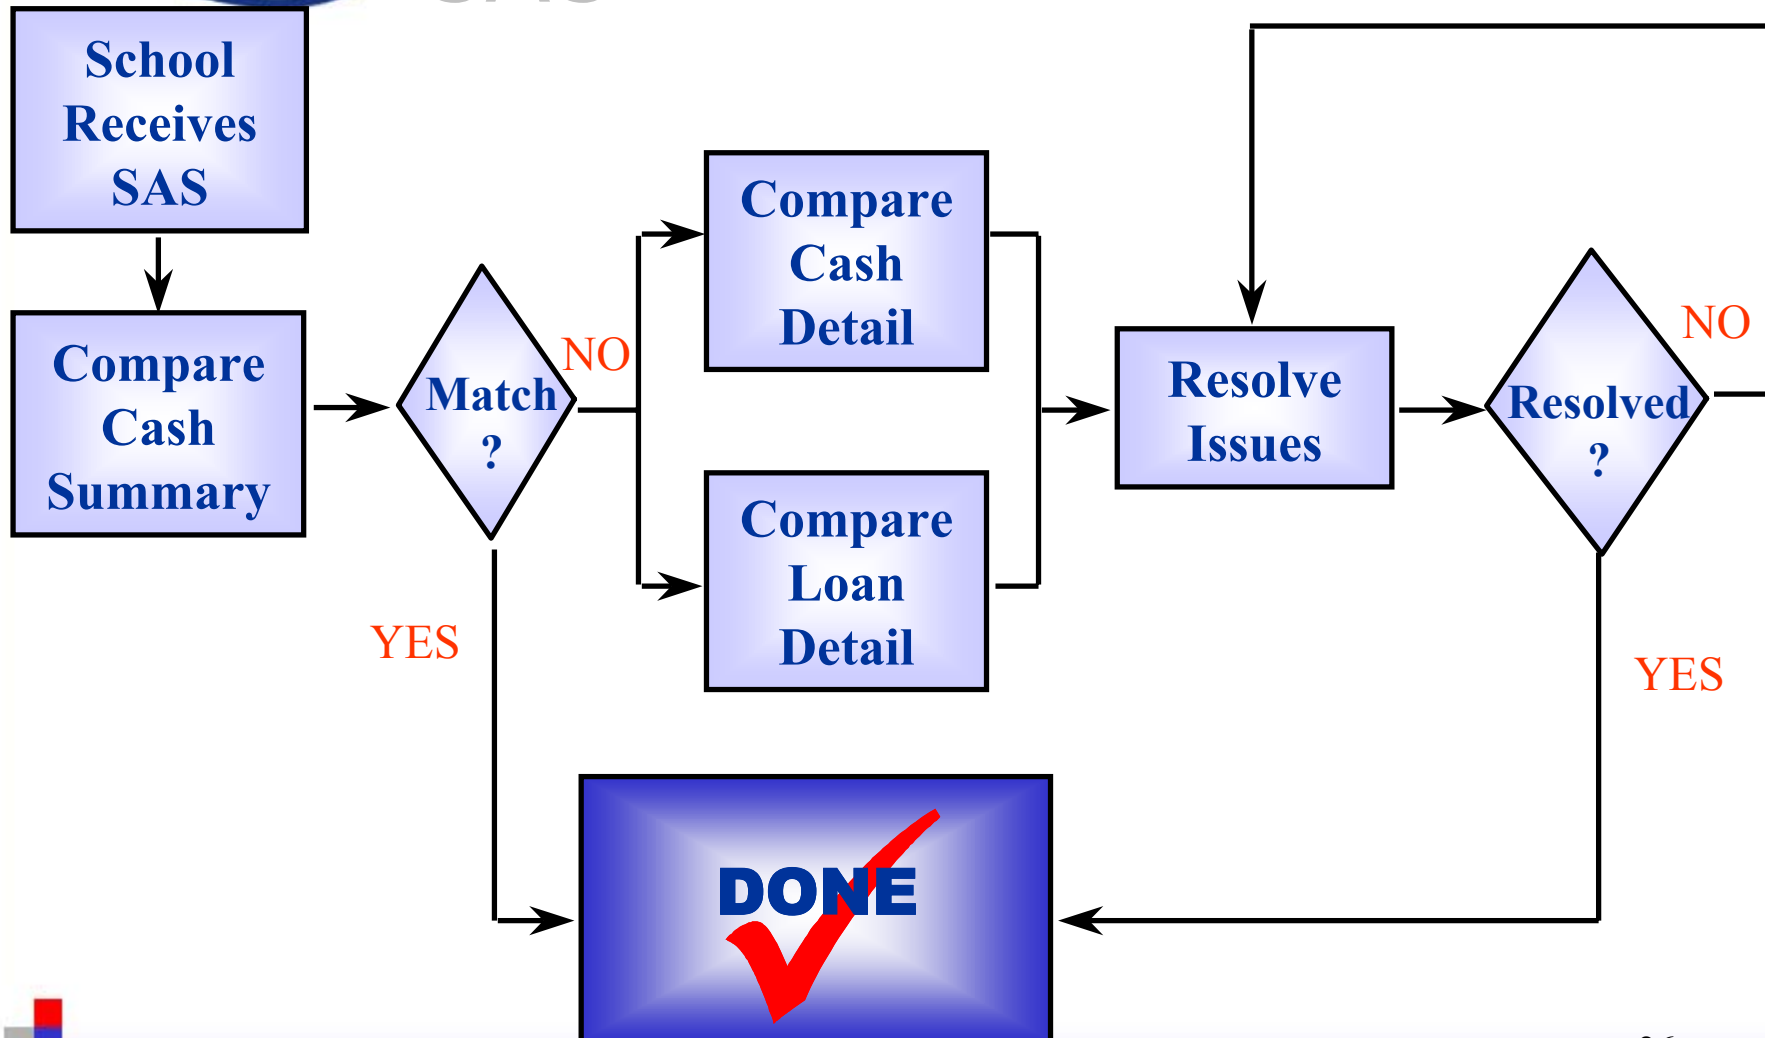 School
Receives
SAS
Compare
Cash
Summary
Match
?
NO
YES
Compare
Cash
Detail
Compare
Loan
Detail
Resolve
Issues
Resolved
?
NO
YES
DONE